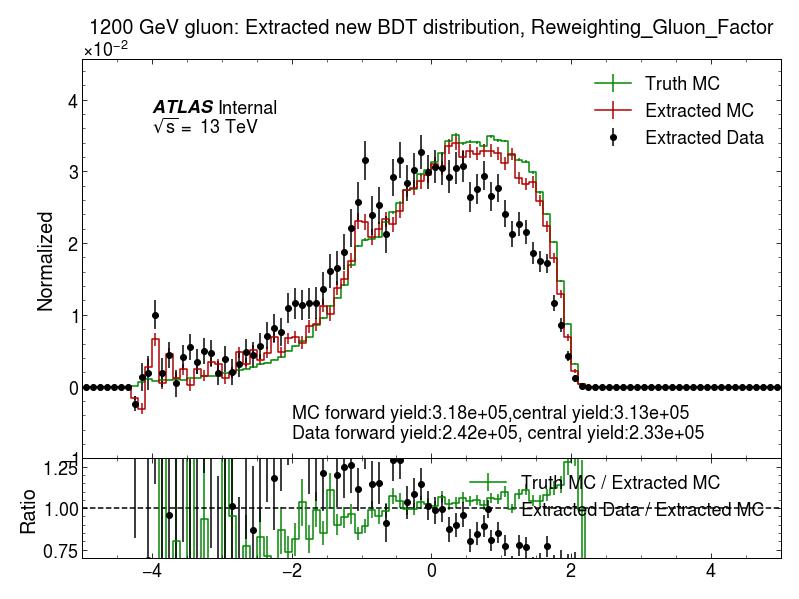 1200 GeV gluon: Extracted new BDT distribution, Reweighting_Gluon_Factor
×10⁻²
ATLAS Internal
√s = 13 TeV
Truth MC
Extracted MC
Extracted Data
Normalized
4
3
2
1
0
MC forward yield:3.18e+05,central yield:3.13e+05
Data forward yield:2.42e+05, central yield:2.33e+05
1
Ratio
1.25
1.00
0.75
Truth MC / Extracted MC
Extracted Data / Extracted MC
−4 −2 0 2 4